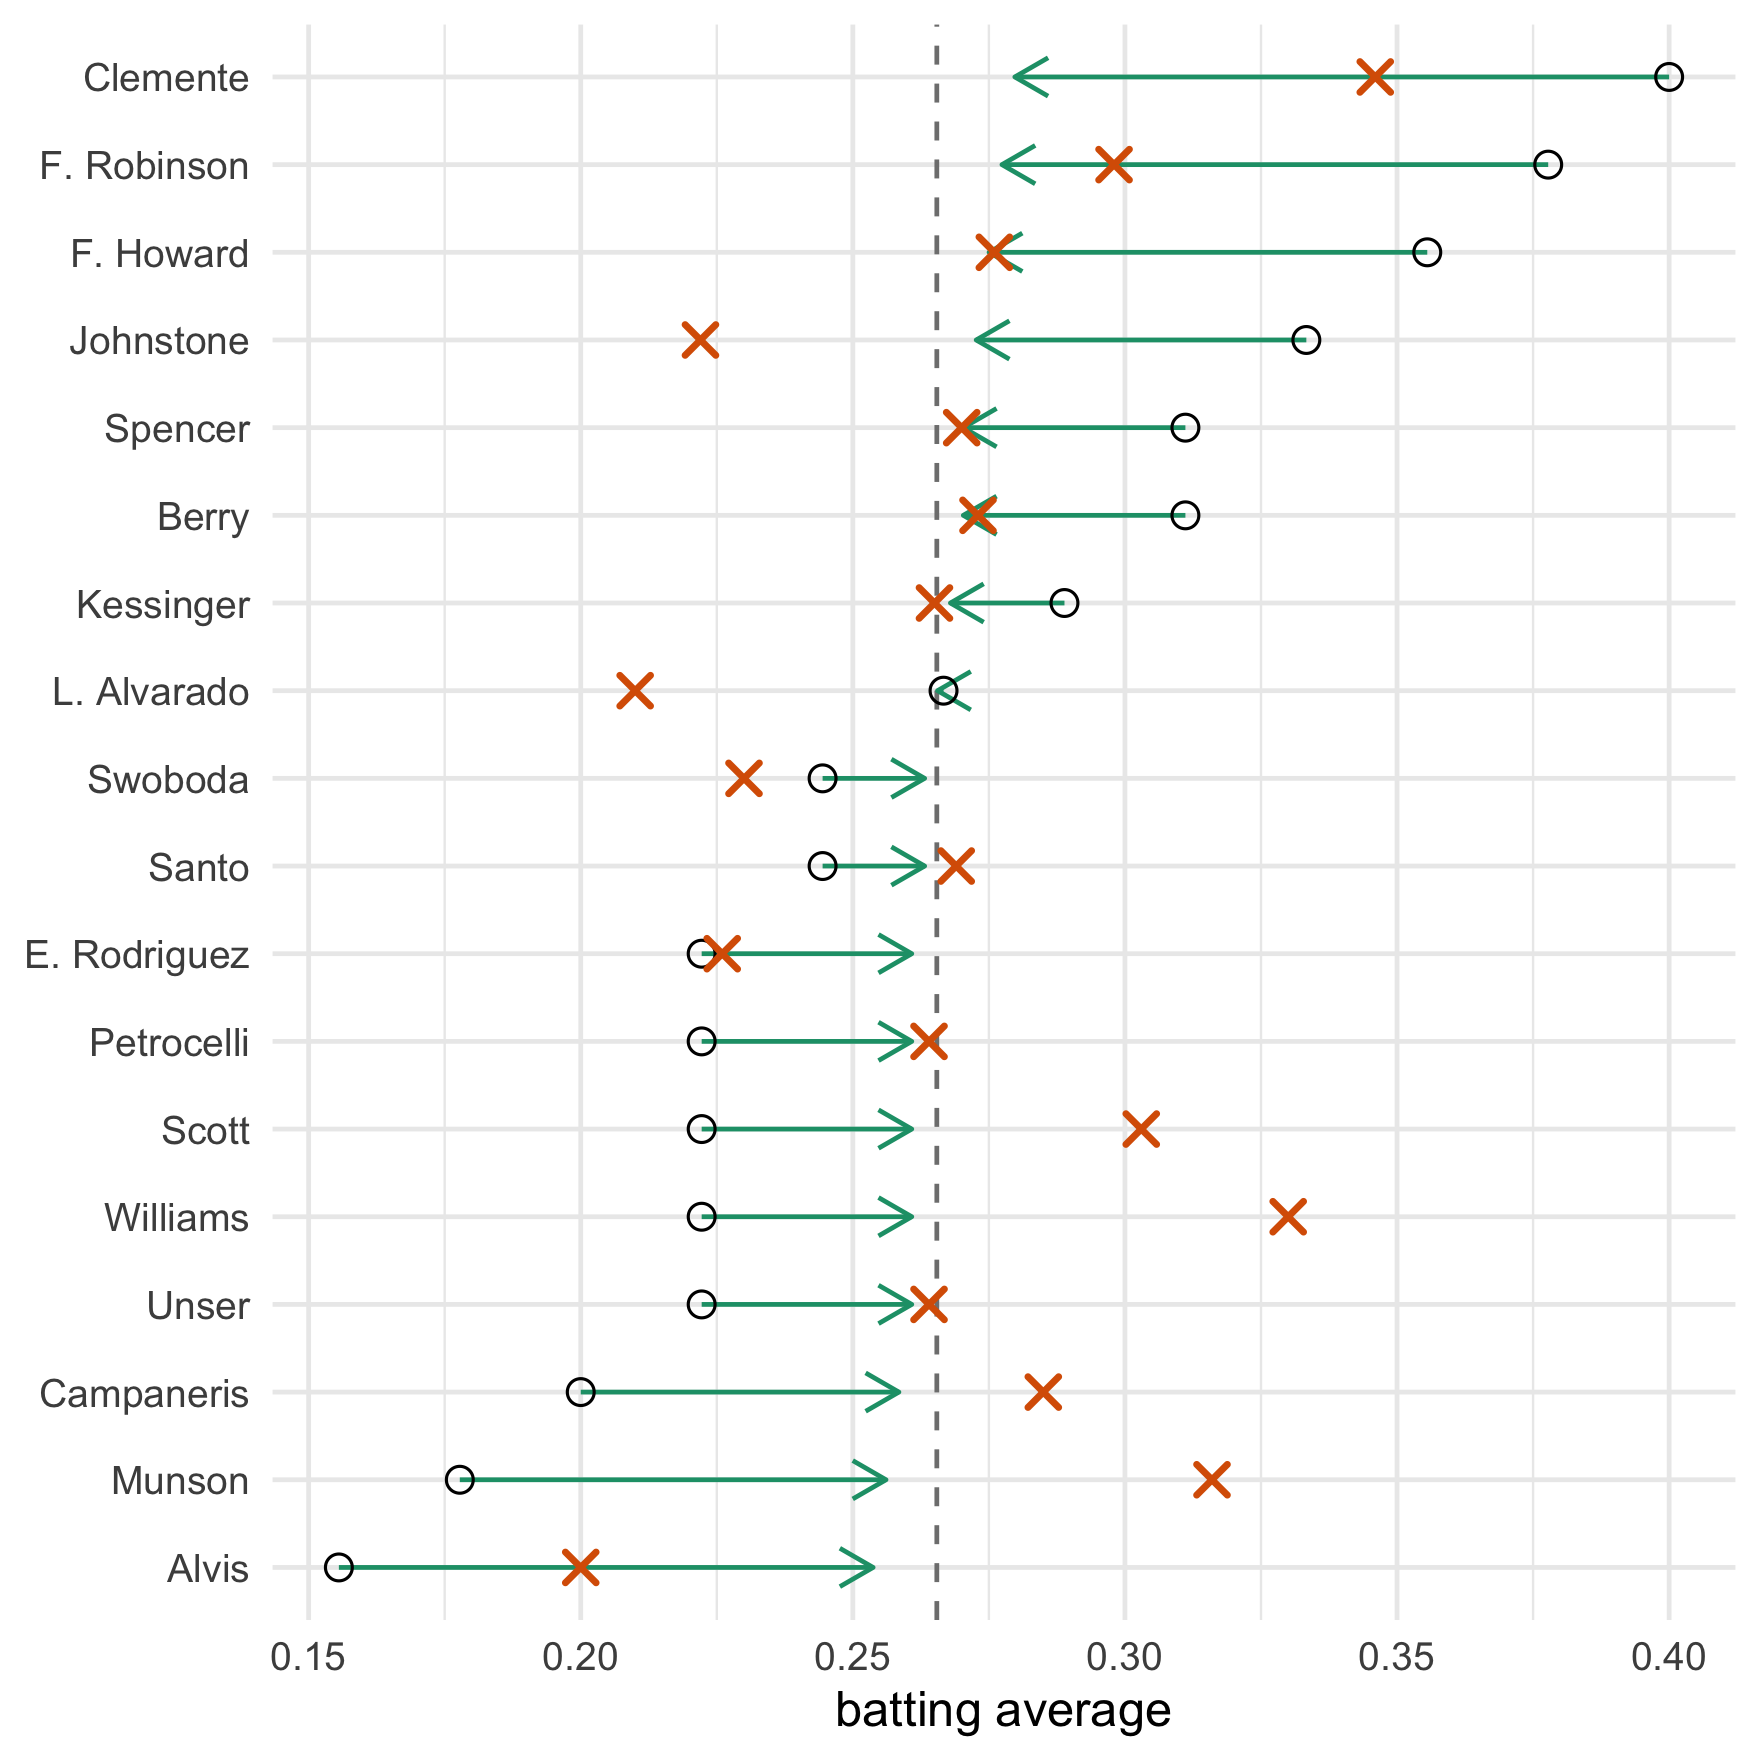 Clemente
F. Robinson
F. Howard
Johnstone
Spencer
Berry
Kessinger
L. Alvarado
Swoboda
Santo
E. Rodriguez
Petrocelli
Scott
Williams
Unser
Campaneris
Munson
Alvis
0.15 0.20 0.25 0.30 0.35 0.40
batting average